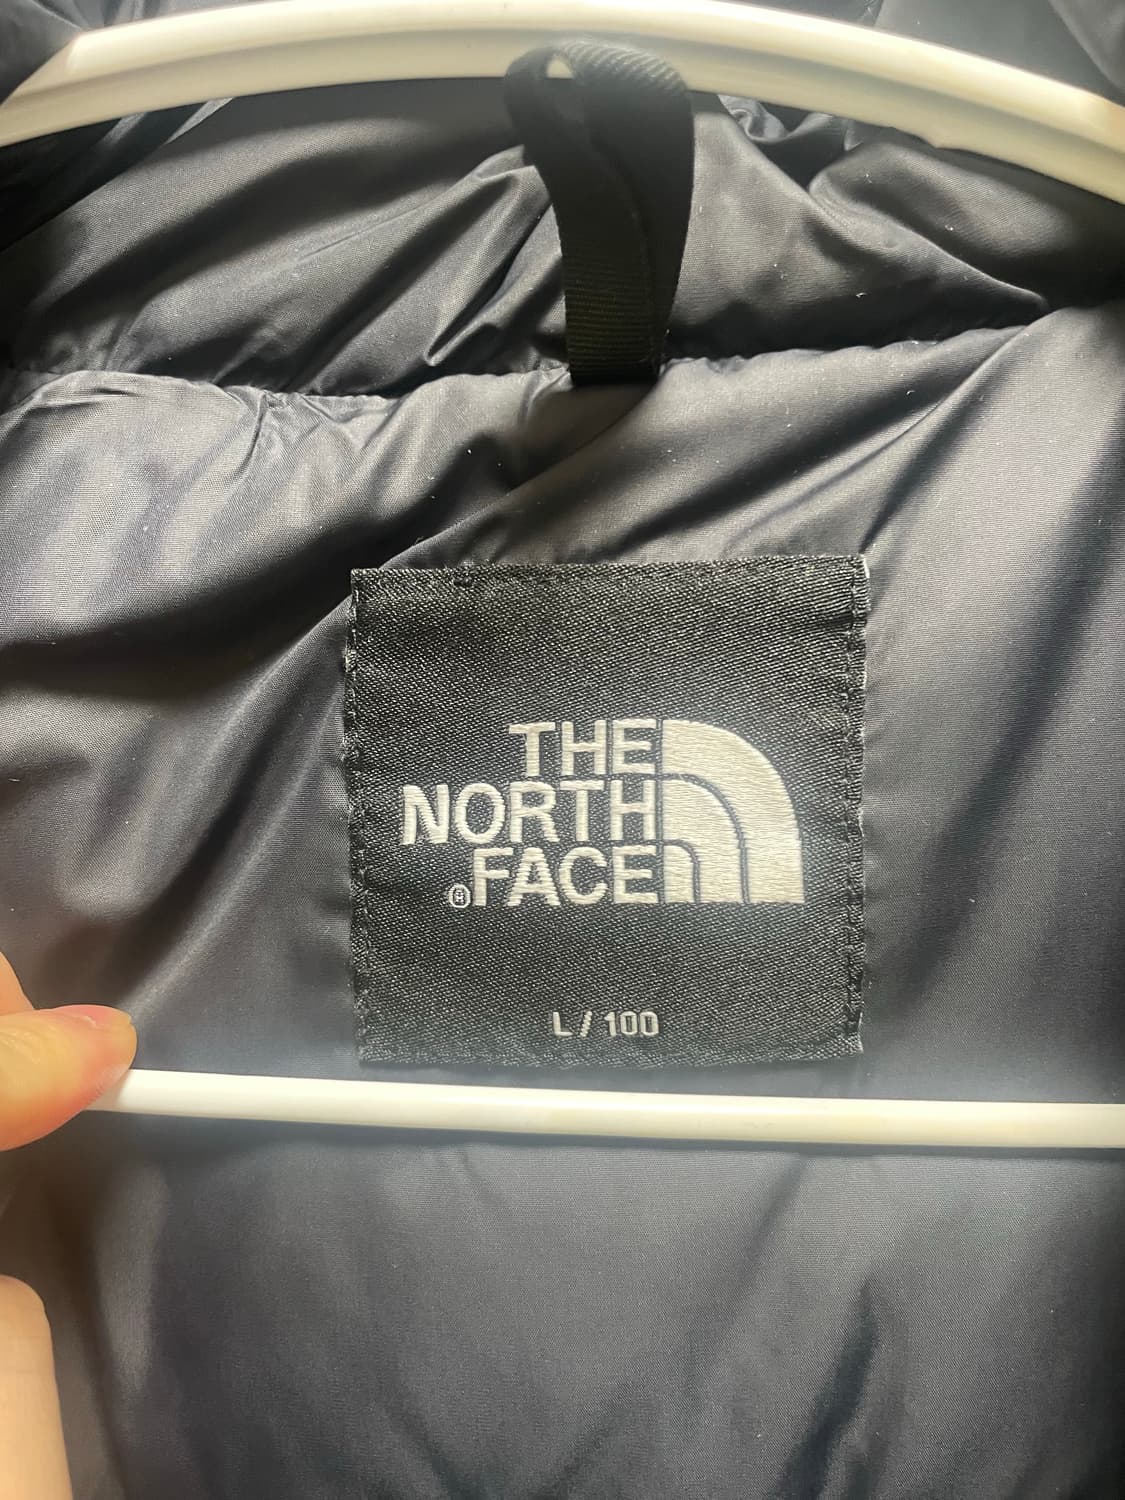 THE
NORTH
®FACE
L / 100